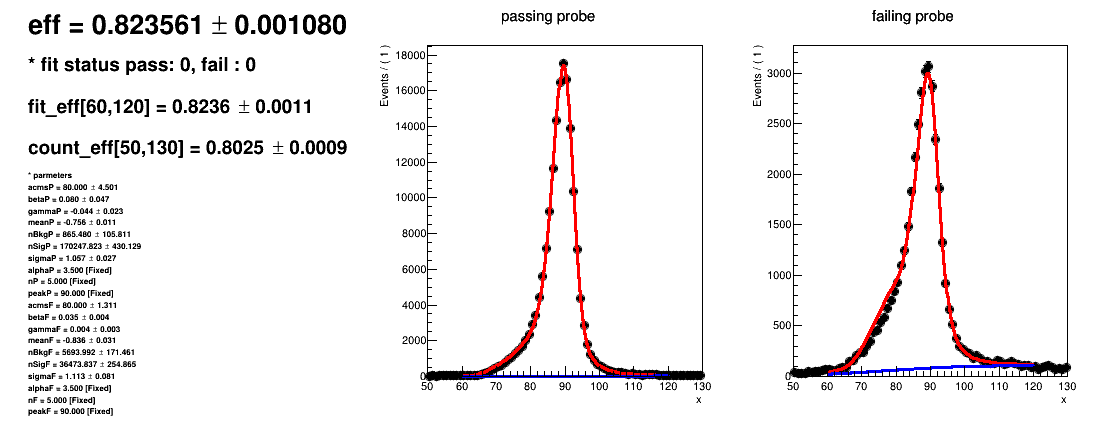 eff = 0.823561 ± 0.001080
* fit status pass: 0, fail : 0
fit_eff[60,120] = 0.8236 ± 0.0011
count_eff[50,130] = 0.8025 ± 0.0009
* parmeters
acmsP = 80.000 ± 4.501
betaP = 0.080 ± 0.047
gammaP = -0.044 ± 0.023
meanP = -0.756 ± 0.011
nBkgP = 865.480 ± 105.811
nSigP = 170247.823 ± 430.129
sigmaP = 1.057 ± 0.027
alphaP = 3.500 [Fixed]
nP = 5.000 [Fixed]
peakP = 90.000 [Fixed]
acmsF = 80.000 ± 1.311
betaF = 0.035 ± 0.004
gammaF = 0.004 ± 0.003
meanF = -0.836 ± 0.031
nBkgF = 5693.992 ± 171.461
nSigF = 36473.837 ± 254.865
sigmaF = 1.113 ± 0.081
alphaF = 3.500 [Fixed]
nF = 5.000 [Fixed]
peakF = 90.000 [Fixed]
passing probe
Events / ( 1 )
18000
16000
14000
12000
10000
8000
6000
4000
2000
0
50 60 70 80 90 100 110 120 130
x
failing probe
Events / ( 1 )
3000
2500
2000
1500
1000
500
0
50 60 70 80 90 100 110 120 130
x